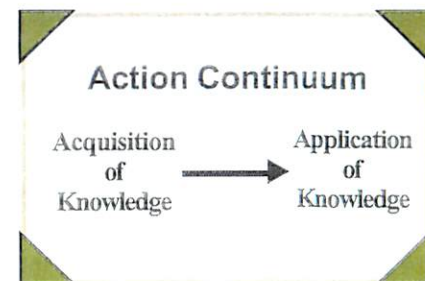 Action Continuum
Acquisition
of
Knowledge
Application
of
Knowledge